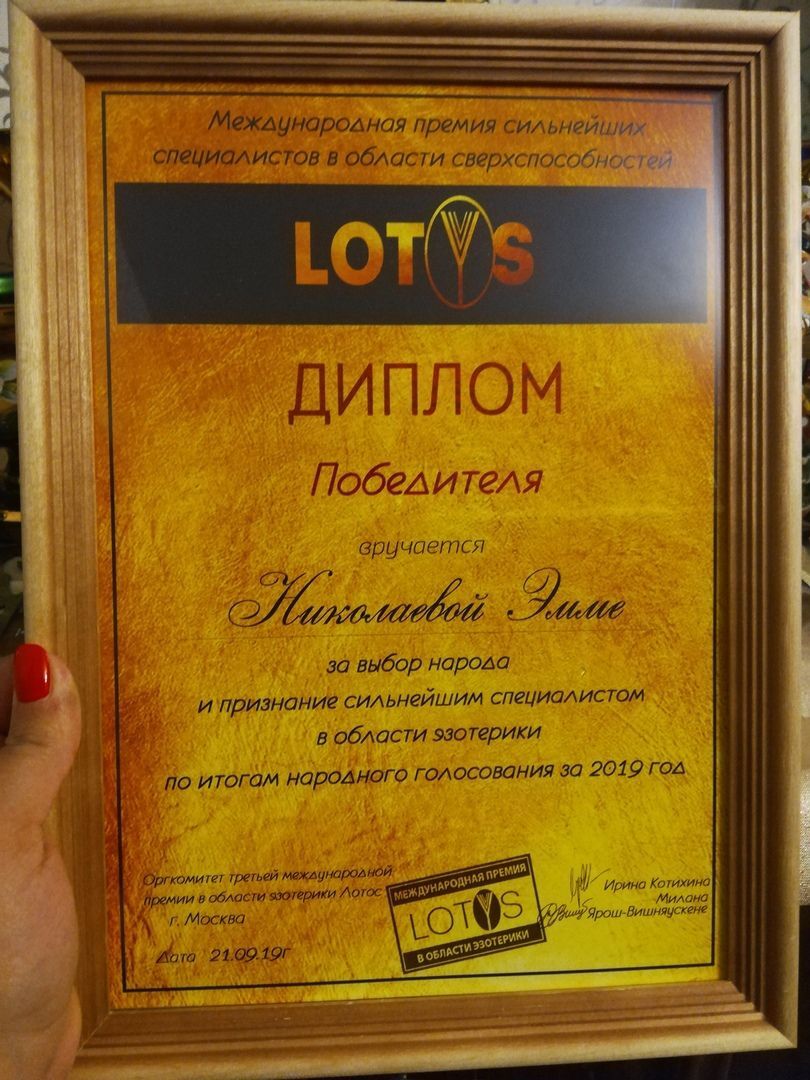 Международная премия сильнейших
специалистов в области сверхспособностей
LOTYS
ДИПЛОМ
Победителя
вручается
Николаевой Эмме
за выбор народа
и признание сильнейшим специалистом
в области эзотерики
по итогам народного голосования за 2019 год
Оргкомитет третьей международной
премии в области эзотерики Лотос
г. Москва
Дата 21.09.19г
МЕЖДУНАРОДНАЯ ПРЕМИЯ
LOTYS
В ОБЛАСТИ ЭЗОТЕРИКИ
Ирина Котихина
Милана
Ярош-Вишняускене